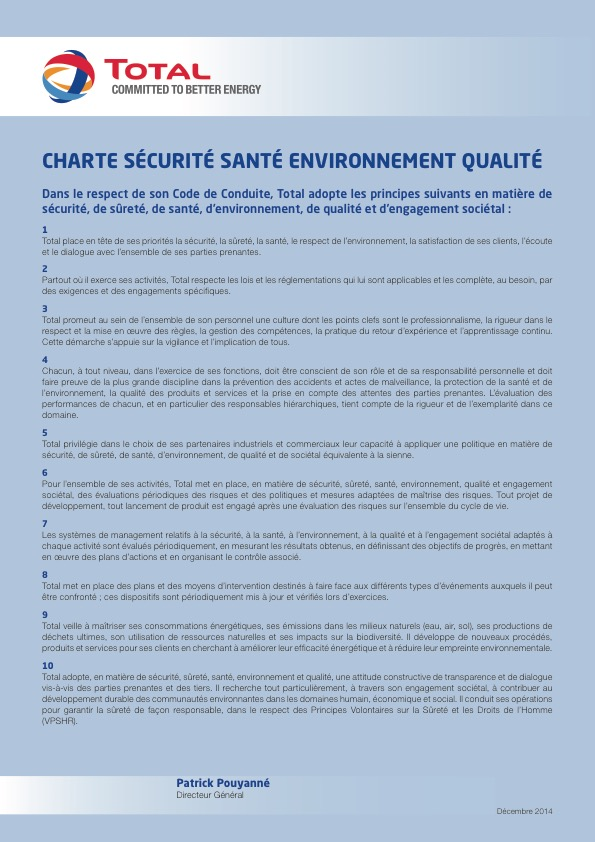 TOTAL
COMMITTED TO BETTER ENERGY
CHARTE SÉCURITÉ SANTÉ ENVIRONNEMENT QUALITÉ
Dans le respect de son Code de Conduite, Total adopte les principes suivants en matière de
sécurité, de sûreté, de santé, d'environnement, de qualité et d'engagement sociétal :
1
Total place en tête de ses priorités la sécurité, la sûreté, la santé, le respect de l'environnement, la satisfaction de ses clients, l'écoute
et le dialogue avec l'ensemble de ses parties prenantes.
2
Partout où il exerce ses activités, Total respecte les lois et les réglementations qui lui sont applicables et les complète, au besoin, par
des exigences et des engagements spécifiques.
3
Total promeut au sein de l'ensemble de son personnel une culture dont les points clefs sont le professionnalisme, la rigueur dans le
respect et la mise en œuvre des règles, la gestion des compétences, la pratique du retour d'expérience et l'apprentissage continu.
Cette démarche s'appuie sur la vigilance et l'implication de tous.
4
Chacun, à tout niveau, dans l'exercice de ses fonctions, doit être conscient de son rôle et de sa responsabilité personnelle et doit
faire preuve de la plus grande discipline dans la prévention des accidents et actes de malveillance, la protection de la santé et de
l'environnement, la qualité des produits et services et la prise en compte des attentes des parties prenantes. L'évaluation des
performances de chacun, et en particulier des responsables hiérarchiques, tient compte de la rigueur et de l'exemplarité dans ce
domaine.
5
Total privilégie dans le choix de ses partenaires industriels et commerciaux leur capacité à appliquer une politique en matière de
sécurité, de sûreté, de santé, d'environnement, de qualité et de sociétal équivalente à la sienne.
6
Pour l'ensemble de ses activités, Total met en place, en matière de sécurité, sûreté, santé, environnement, qualité et engagement
sociétal, des évaluations périodiques des risques et des politiques et mesures adaptées de maîtrise des risques. Tout projet de
développement, tout lancement de produit est engagé après une évaluation des risques sur l'ensemble du cycle de vie.
7
Les systèmes de management relatifs à la sécurité, à la santé, à l'environnement, à la qualité et à l'engagement sociétal adaptés à
chaque activité sont évalués périodiquement, en mesurant les résultats obtenus, en définissant des objectifs de progrès, en mettant
en œuvre des plans d'actions et en organisant le contrôle associé.
8
Total met en place des plans et des moyens d'intervention destinés à faire face aux différents types d'événements auxquels il peut
être confronté ; ces dispositifs sont périodiquement mis à jour et vérifiés lors d'exercices.
9
Total veille à maîtriser ses consommations énergétiques, ses émissions dans les milieux naturels (eau, air, sol), ses productions de
déchets ultimes, son utilisation de ressources naturelles et ses impacts sur la biodiversité. Il développe de nouveaux procédés,
produits et services pour ses clients en cherchant à améliorer leur efficacité énergétique et à réduire leur empreinte environnementale.
10
Total adopte, en matière de sécurité, sûreté, santé, environnement et qualité, une attitude constructive de transparence et de dialogue
vis-à-vis des parties prenantes et des tiers. Il recherche tout particulièrement, à travers son engagement sociétal, à contribuer au
développement durable des communautés environnantes dans les domaines humain, économique et social. Il conduit ses opérations
pour garantir la sûreté de façon responsable, dans le respect des Principes Volontaires sur la Sûreté et les Droits de l'Homme
(VPSHR).
Patrick Pouyanné
Directeur Général
Décembre 2014